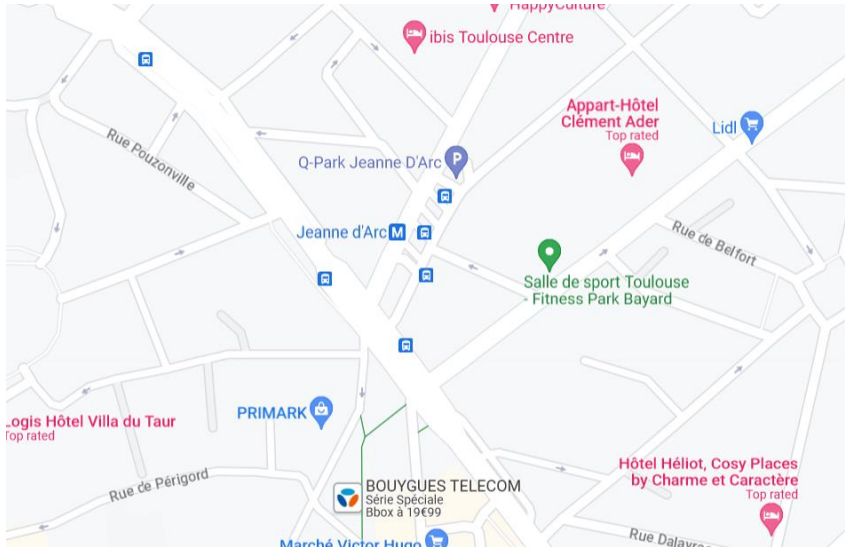 HappyCulture
ibis Toulouse Centre
Appart-Hôtel
Clément Ader
Top rated
Lidl
Rue Pouzonville
Q-Park Jeanne D'Arc
P
Jeanne d'Arc M
Rue de Belfort
Salle de sport Toulouse
- Fitness Park Bayard
PRIMARK
Logis Hôtel Villa du Taur
Top rated
Rue de Périgord
BOUYGUES TELECOM
Série Spéciale
Bbox à 19€99
Hôtel Héliot, Cosy Places
by Charme et Caractère
Top rated
Marché Victor Hugo
Rue Dalayrac